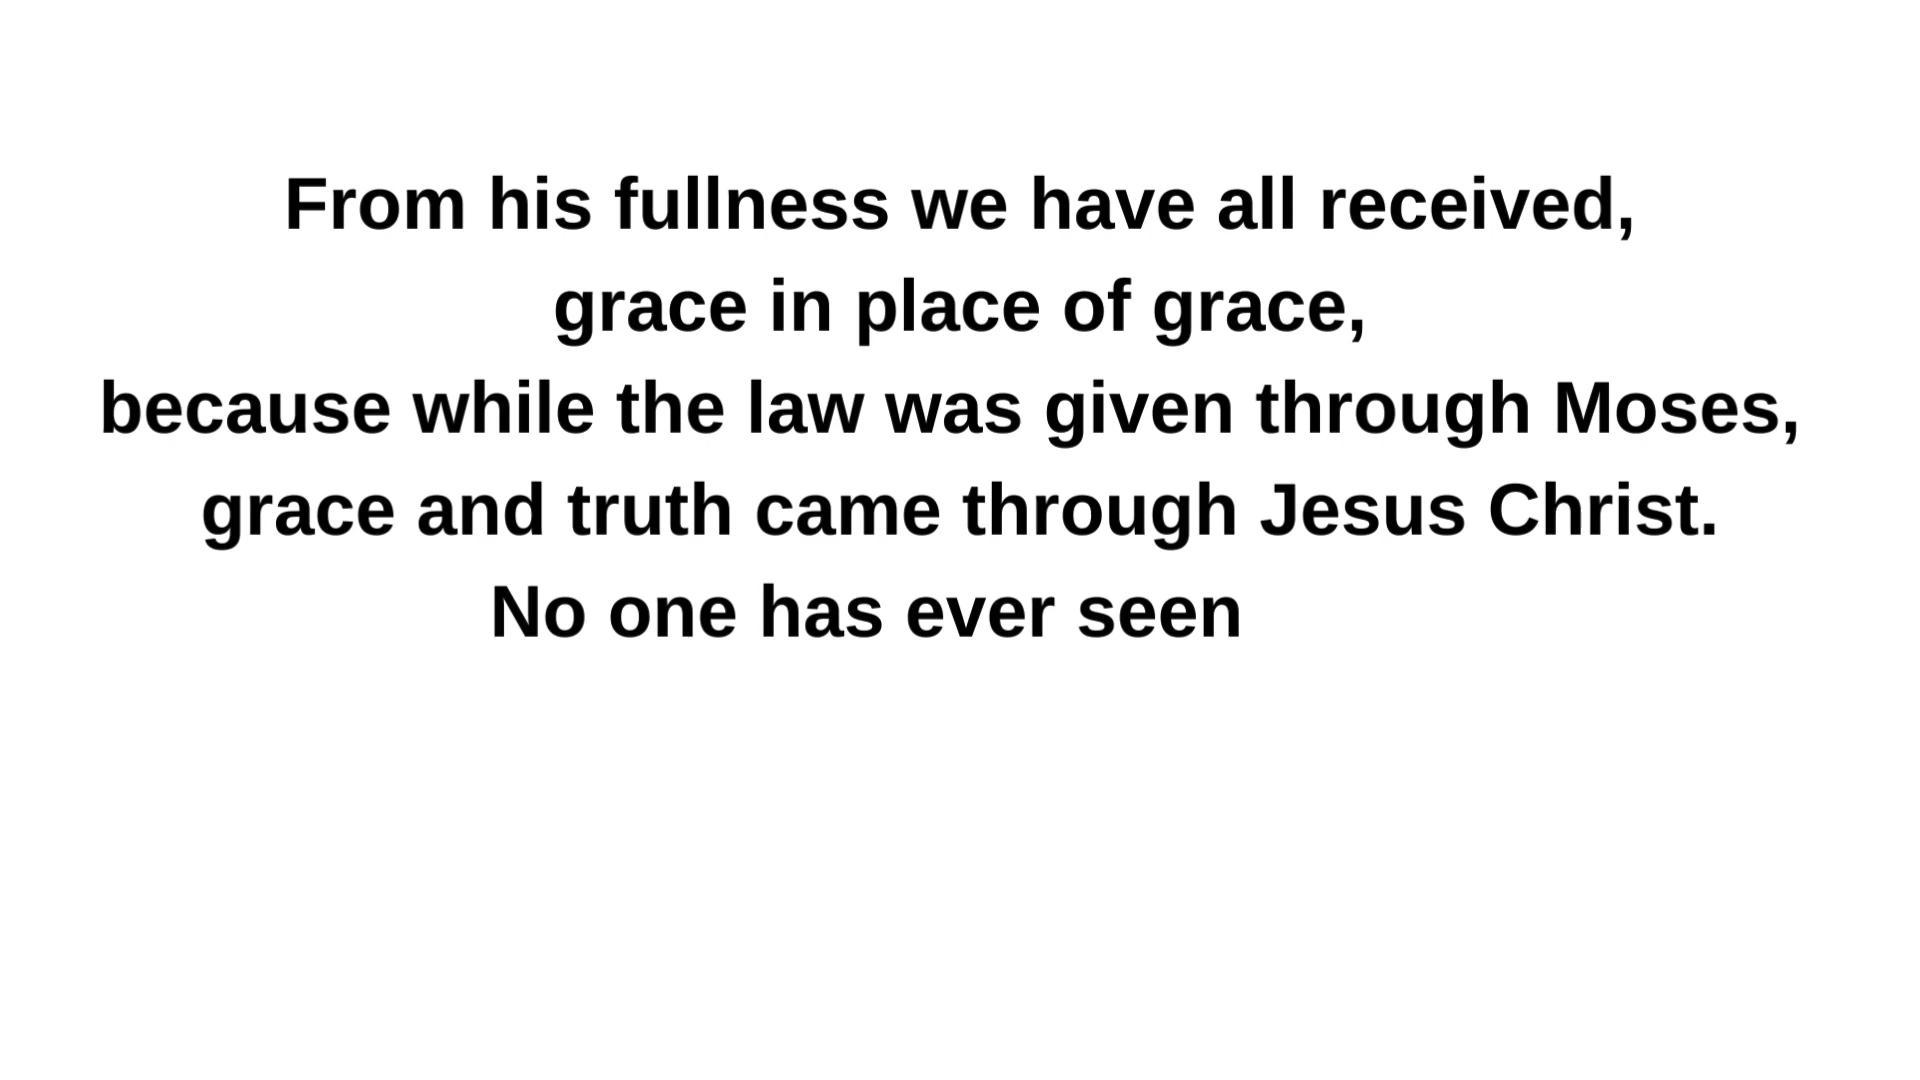 From his fullness we have all received,
grace in place of grace,
because while the law was given through Moses,
grace and truth came through Jesus Christ.
No one has ever seen